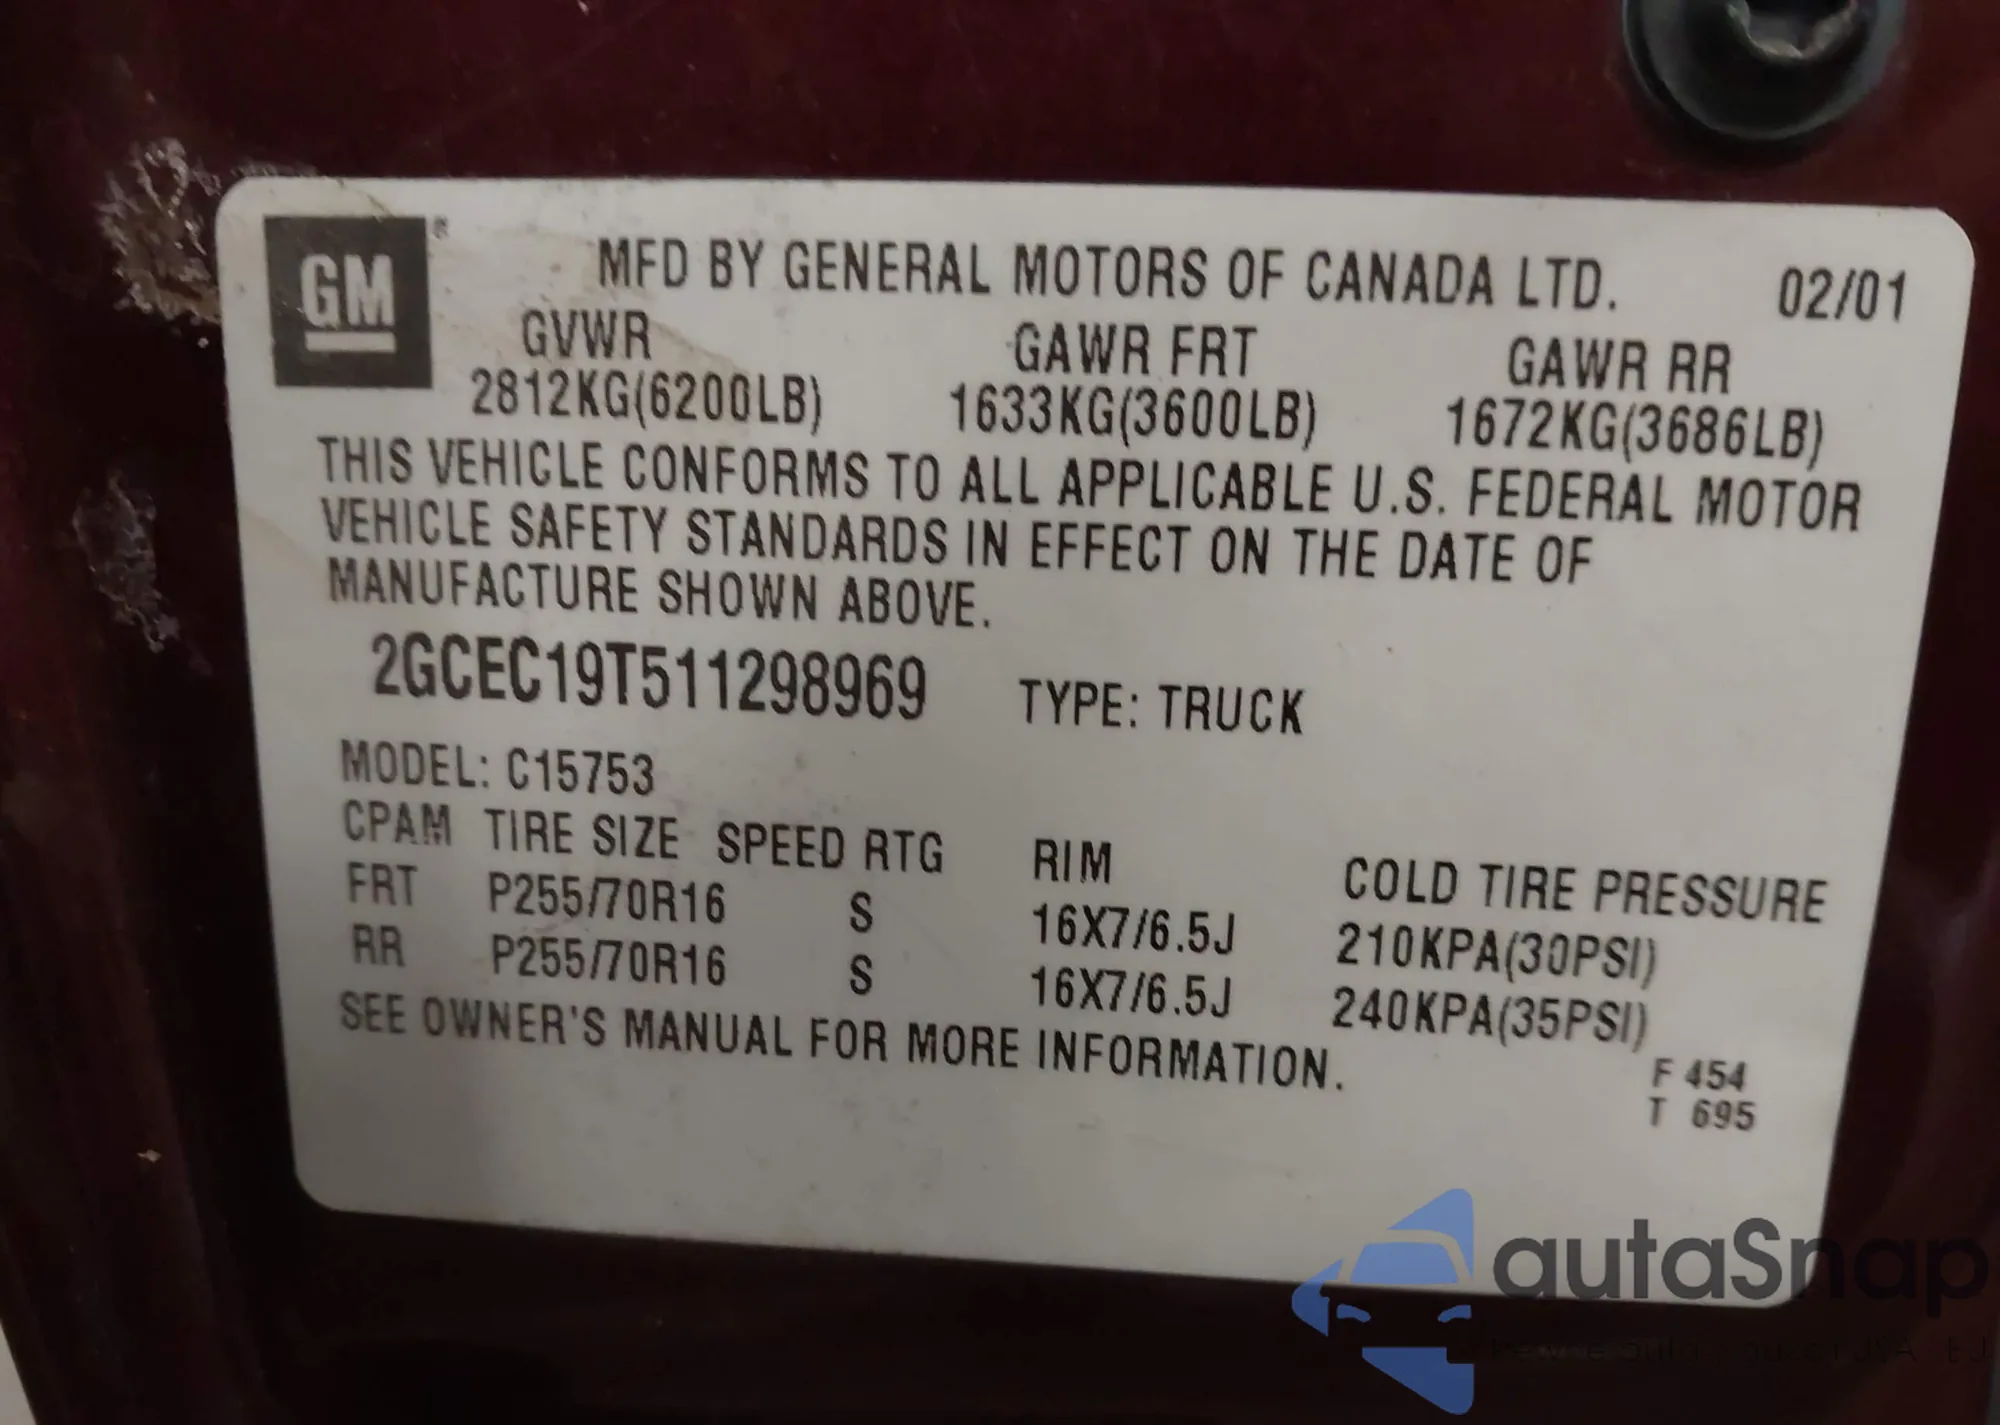 GM®
MFD BY GENERAL MOTORS OF CANADA LTD. 02/01
GVWR GAWR FRT GAWR RR
2812KG(6200LB) 1633KG(3600LB) 1672KG(3686LB)
THIS VEHICLE CONFORMS TO ALL APPLICABLE U.S. FEDERAL MOTOR
VEHICLE SAFETY STANDARDS IN EFFECT ON THE DATE OF
MANUFACTURE SHOWN ABOVE.
2GCEC19T511298969 TYPE: TRUCK
MODEL: C15753
CPAM TIRE SIZE SPEED RTG RIM COLD TIRE PRESSURE
FRT P255/70R16 S 16X7/6.5J 210KPA(30PSI)
RR P255/70R16 S 16X7/6.5J 240KPA(35PSI)
SEE OWNER'S MANUAL FOR MORE INFORMATION.
F 454
T 695
autaSnap